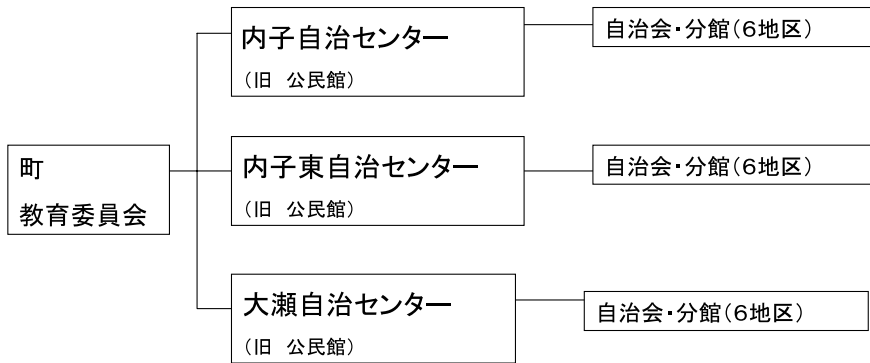 内子自治センター
(旧　公民館)
自治会・分館(6地区)
町
教育委員会
内子東自治センター
(旧　公民館)
自治会・分館(6地区)
大瀬自治センター
(旧　公民館)
自治会・分館(6地区)